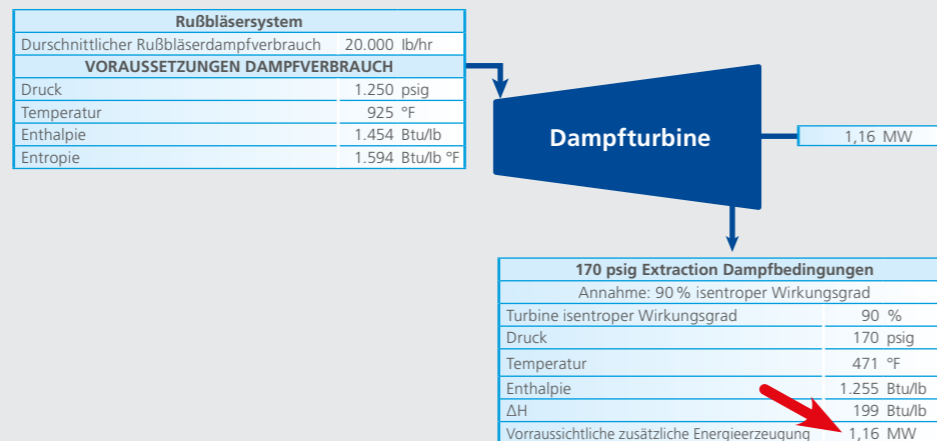 Rußbläsersystem
Durschnittlicher Rußbläserdampfverbrauch 20.000 lb/hr
VORAUSSETZUNGEN DAMPFVERBRAUCH
Druck 1.250 psig
Temperatur 925 °F
Enthalpie 1.454 Btu/lb
Entropie 1.594 Btu/lb °F
Dampfturbine
1,16 MW
170 psig Extraction Dampfbedingungen
Annahme: 90 % isentroper Wirkungsgrad
Turbine isentroper Wirkungsgrad 90 %
Druck 170 psig
Temperatur 471 °F
Enthalpie 1.255 Btu/lb
ΔH 199 Btu/lb
Vorraussichtliche zusätzliche Energieerzeugung 1,16 MW